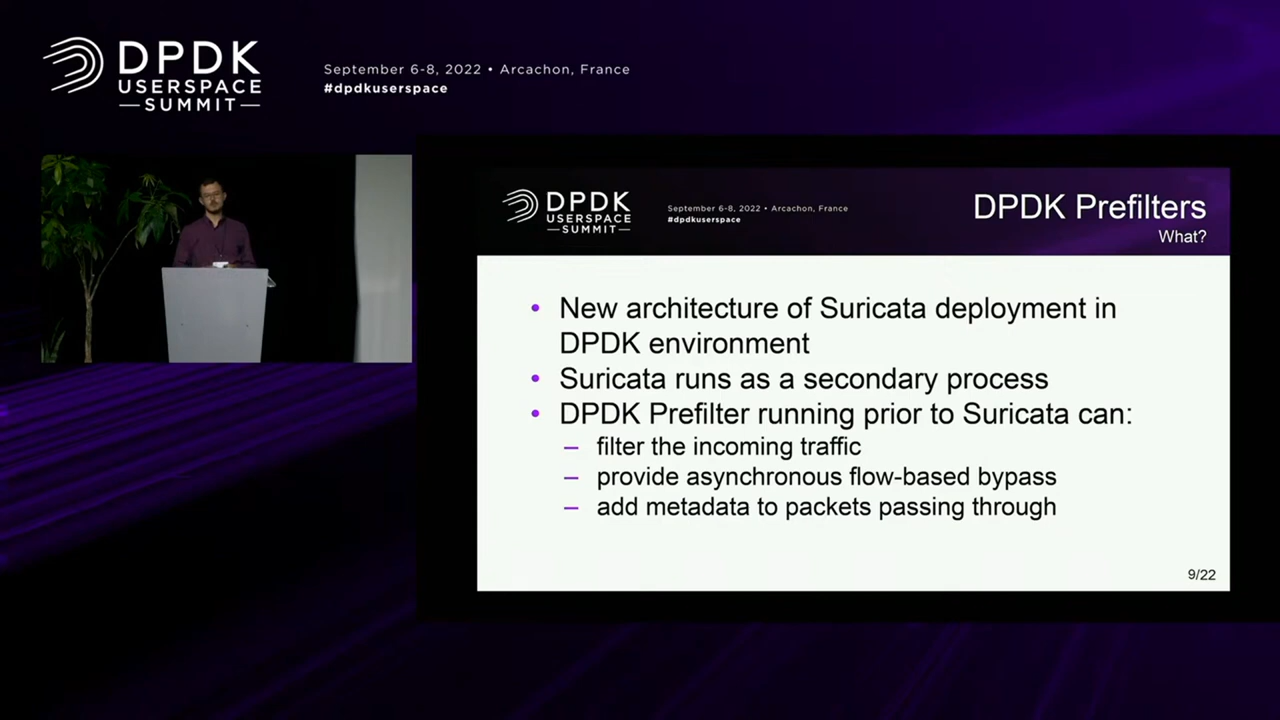 DPDK
USERSPACE
SUMMIT
September 6-8, 2022 • Arcachon, France
#dpdkuserspace
DPDK
USERSPACE
SUMMIT
September 6-8, 2022 • Arcachon, France
#dpdkuserspace
DPDK Prefilters
What?
• New architecture of Suricata deployment in
DPDK environment
• Suricata runs as a secondary process
• DPDK Prefilter running prior to Suricata can:
– filter the incoming traffic
– provide asynchronous flow-based bypass
– add metadata to packets passing through
9/22